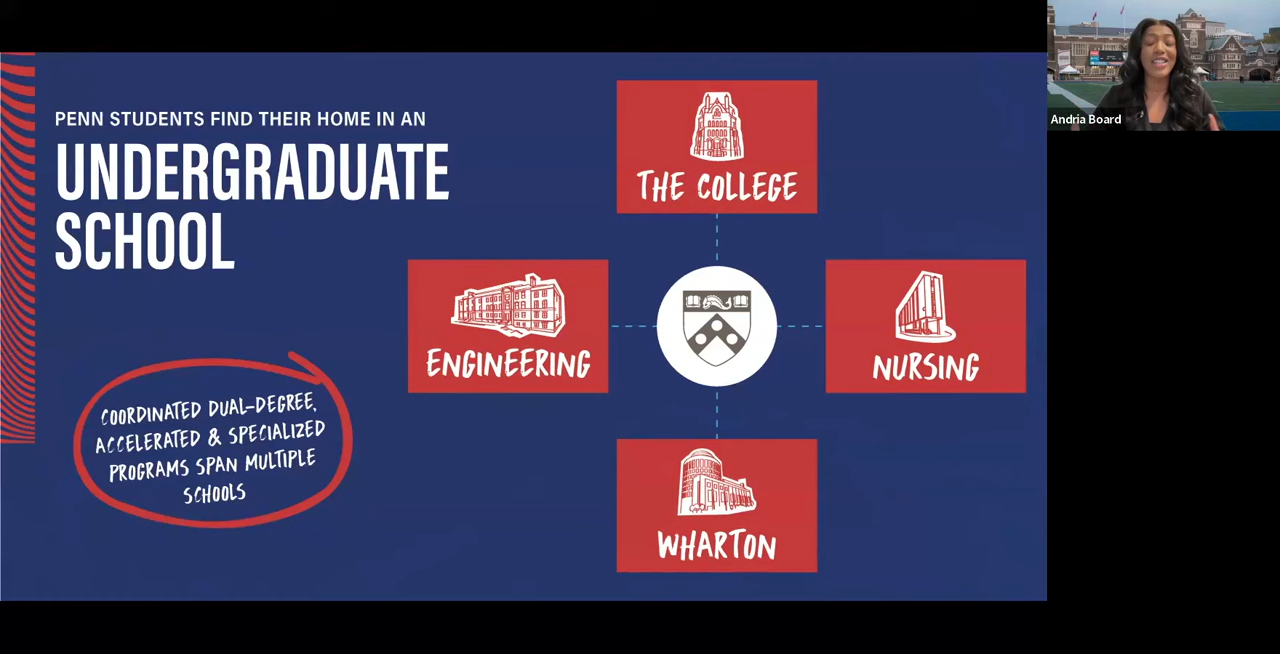 PENN STUDENTS FIND THEIR HOME IN AN
UNDERGRADUATE
SCHOOL
COORDINATED DUAL-DEGREE,
ACCELERATED & SPECIALIZED
PROGRAMS SPAN MULTIPLE
SCHOOLS
THE COLLEGE
ENGINEERING
NURSING
WHARTON
Andria Board